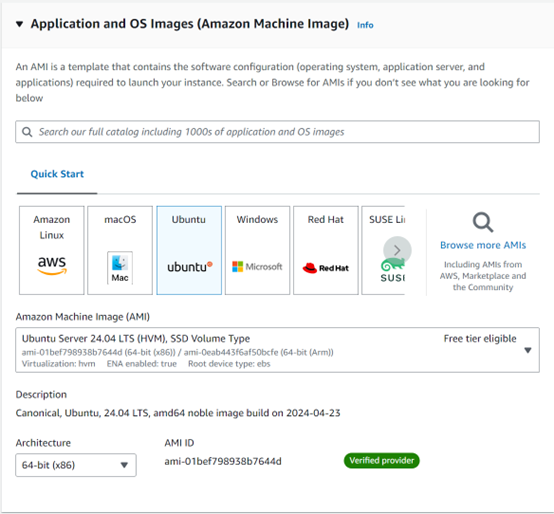 Application and OS Images (Amazon Machine Image) Info
An AMI is a template that contains the software configuration (operating system, application server, and
applications) required to launch your instance. Search or Browse for AMIs if you don't see what you are looking for
below
Search our full catalog including 1000s of application and OS images
Quick Start
Amazon
Linux
aws
macOS
Mac
Ubuntu
ubuntu
Windows
Microsoft
Red Hat
Red Hat
SUSE Li
SUS
Browse more AMIs
Including AMIs from
AWS, Marketplace and
the Community
Amazon Machine Image (AMI)
Ubuntu Server 24.04 LTS (HVM), SSD Volume Type Free tier eligible
ami-01bef798938b7644d (64-bit (x86)) / ami-0eab443f6af50bcfe (64-bit (Arm))
Virtualization: hvm ENA enabled: true Root device type: ebs
Description
Canonical, Ubuntu, 24.04 LTS, amd64 noble image build on 2024-04-23
Architecture AMI ID
64-bit (x86) ami-01bef798938b7644d Verified provider